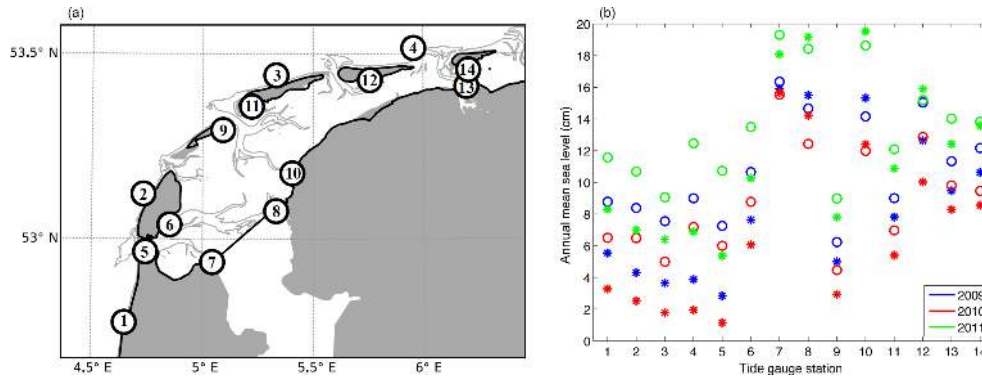 (a)
53.5° N
53° N
4.5° E
5° E
5.5° E
6° E
1
2
3
4
5
6
7
8
9
10
11
12
13
14
(b)
Annual mean sea level (cm)
20
18
16
14
12
10
8
6
4
2
0
1 2 3 4 5 6 7 8 9 10 11 12 13 14
Tide gauge station
2009
2010
2011